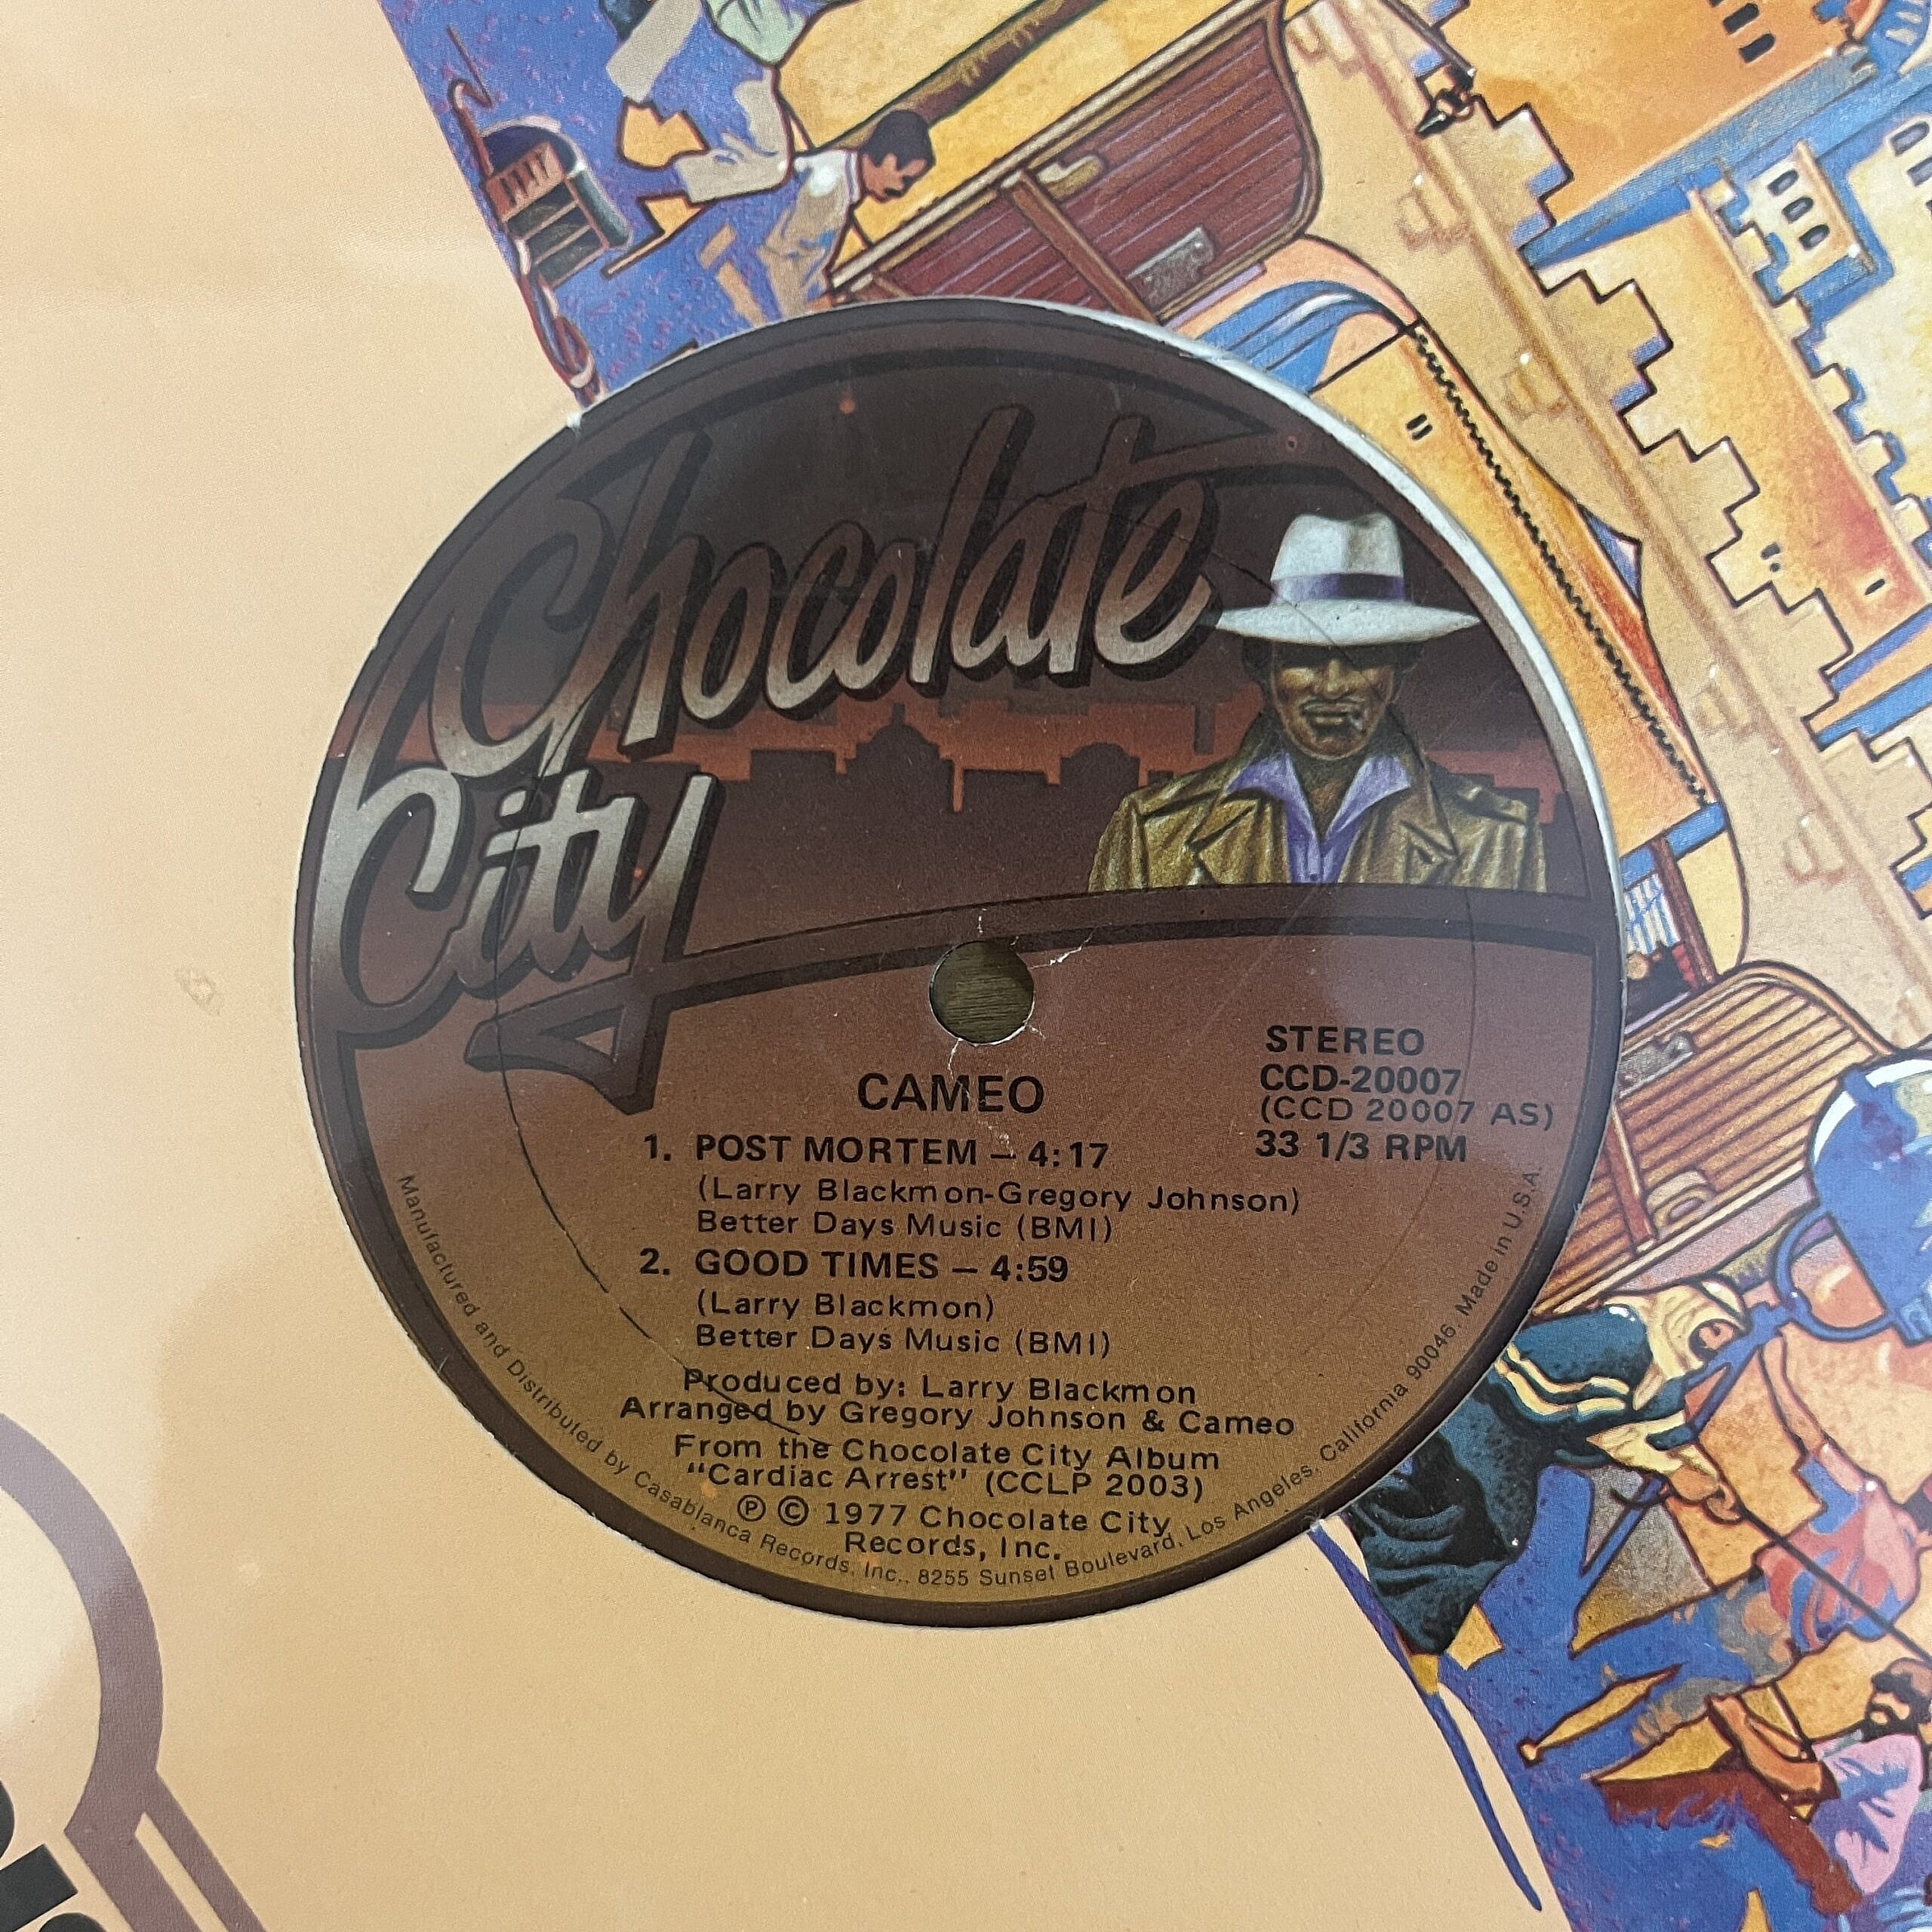 Chocolate
City
CAMEO
STEREO
CCD-20007
(CCD 20007 AS)
33 1/3 RPM
1. POST MORTEM – 4:17
(Larry Blackmon-Gregory Johnson)
Better Days Music (BMI)
2. GOOD TIMES – 4:59
(Larry Blackmon)
Better Days Music (BMI)
Produced by: Larry Blackmon
Arranged by Gregory Johnson & Cameo
From the Chocolate City Album
"Cardiac Arrest" (CCLP 2003)
Ⓟ © 1977 Chocolate City
Records, Inc.
Manufactured and Distributed by Casablanca Records, Inc., 8255 Sunset Boulevard, Los Angeles, California 90046. Made in U.S.A.